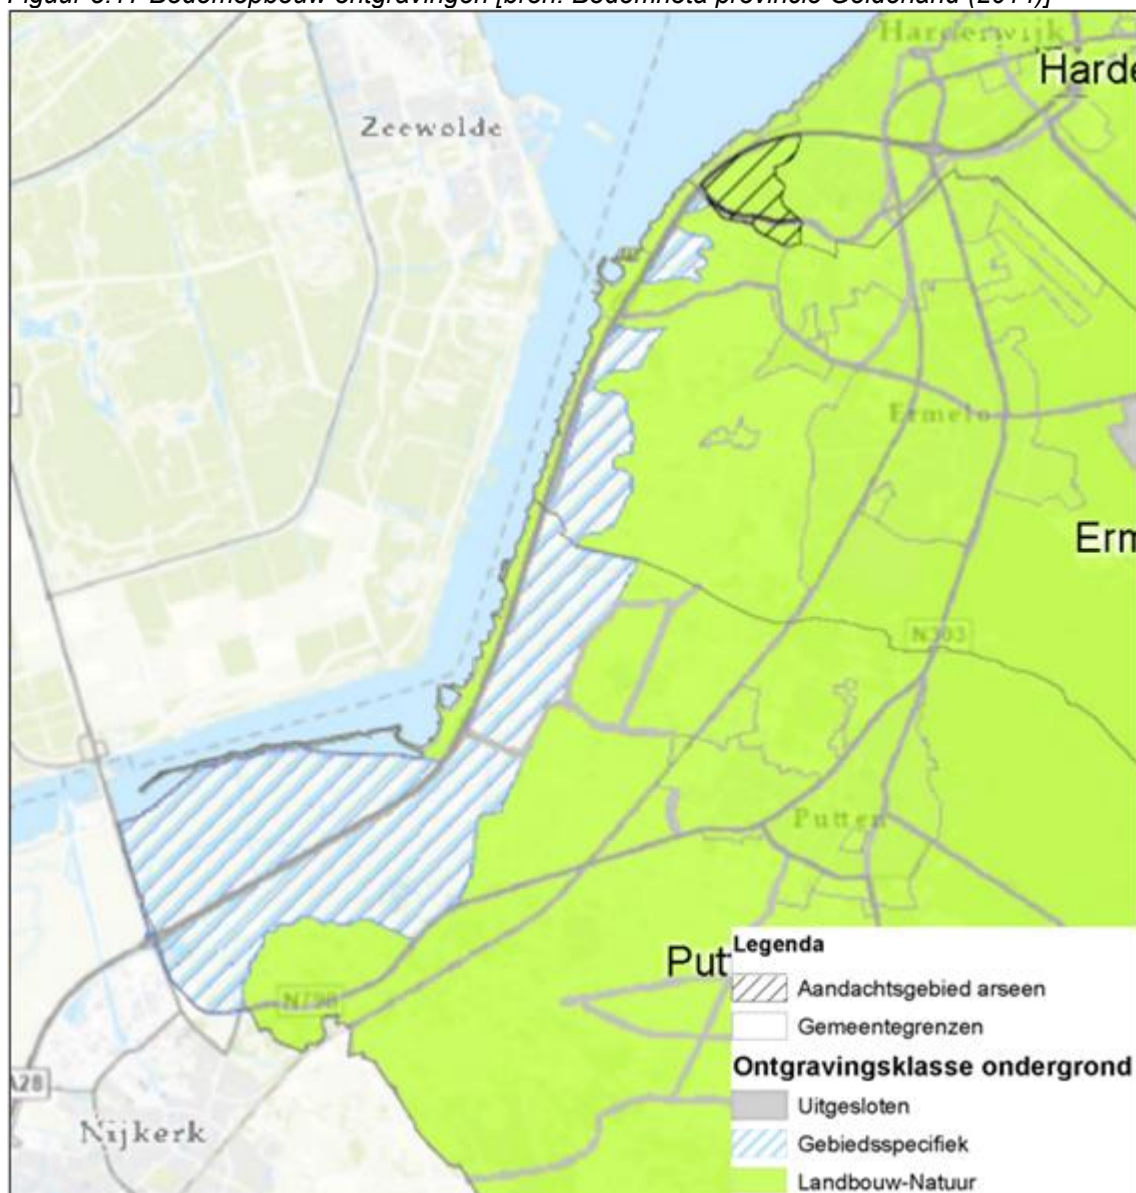 Harderwijk
Harde
Zeewolde
Ermelo
Erm
N303
Putten
Put
N798
A28
Nijkerk
Legenda
Aandachtsgebied arseen
Gemeentegrenzen
Ontgravingsklasse ondergrond
Uitgesloten
Gebiedsspecifiek
Landbouw-Natuur